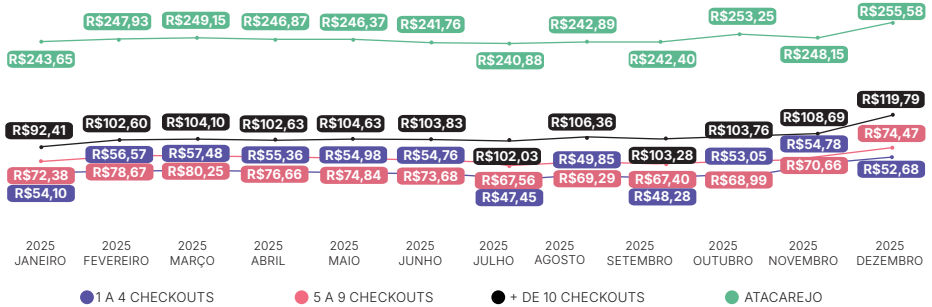 R$243,65
R$247,93
R$249,15
R$246,87
R$246,37
R$241,76
R$240,88
R$242,89
R$242,40
R$253,25
R$248,15
R$255,58
R$92,41
R$102,60
R$104,10
R$102,63
R$104,63
R$103,83
R$102,03
R$106,36
R$103,28
R$103,76
R$108,69
R$119,79
R$72,38
R$78,67
R$80,25
R$76,66
R$74,84
R$73,68
R$67,56
R$69,29
R$67,40
R$68,99
R$70,66
R$74,47
R$54,10
R$56,57
R$57,48
R$55,36
R$54,98
R$54,76
R$47,45
R$49,85
R$48,28
R$53,05
R$54,78
R$52,68
2025
JANEIRO
2025
FEVEREIRO
2025
MARÇO
2025
ABRIL
2025
MAIO
2025
JUNHO
2025
JULHO
2025
AGOSTO
2025
SETEMBRO
2025
OUTUBRO
2025
NOVEMBRO
2025
DEZEMBRO
1 A 4 CHECKOUTS
5 A 9 CHECKOUTS
+ DE 10 CHECKOUTS
ATACAREJO